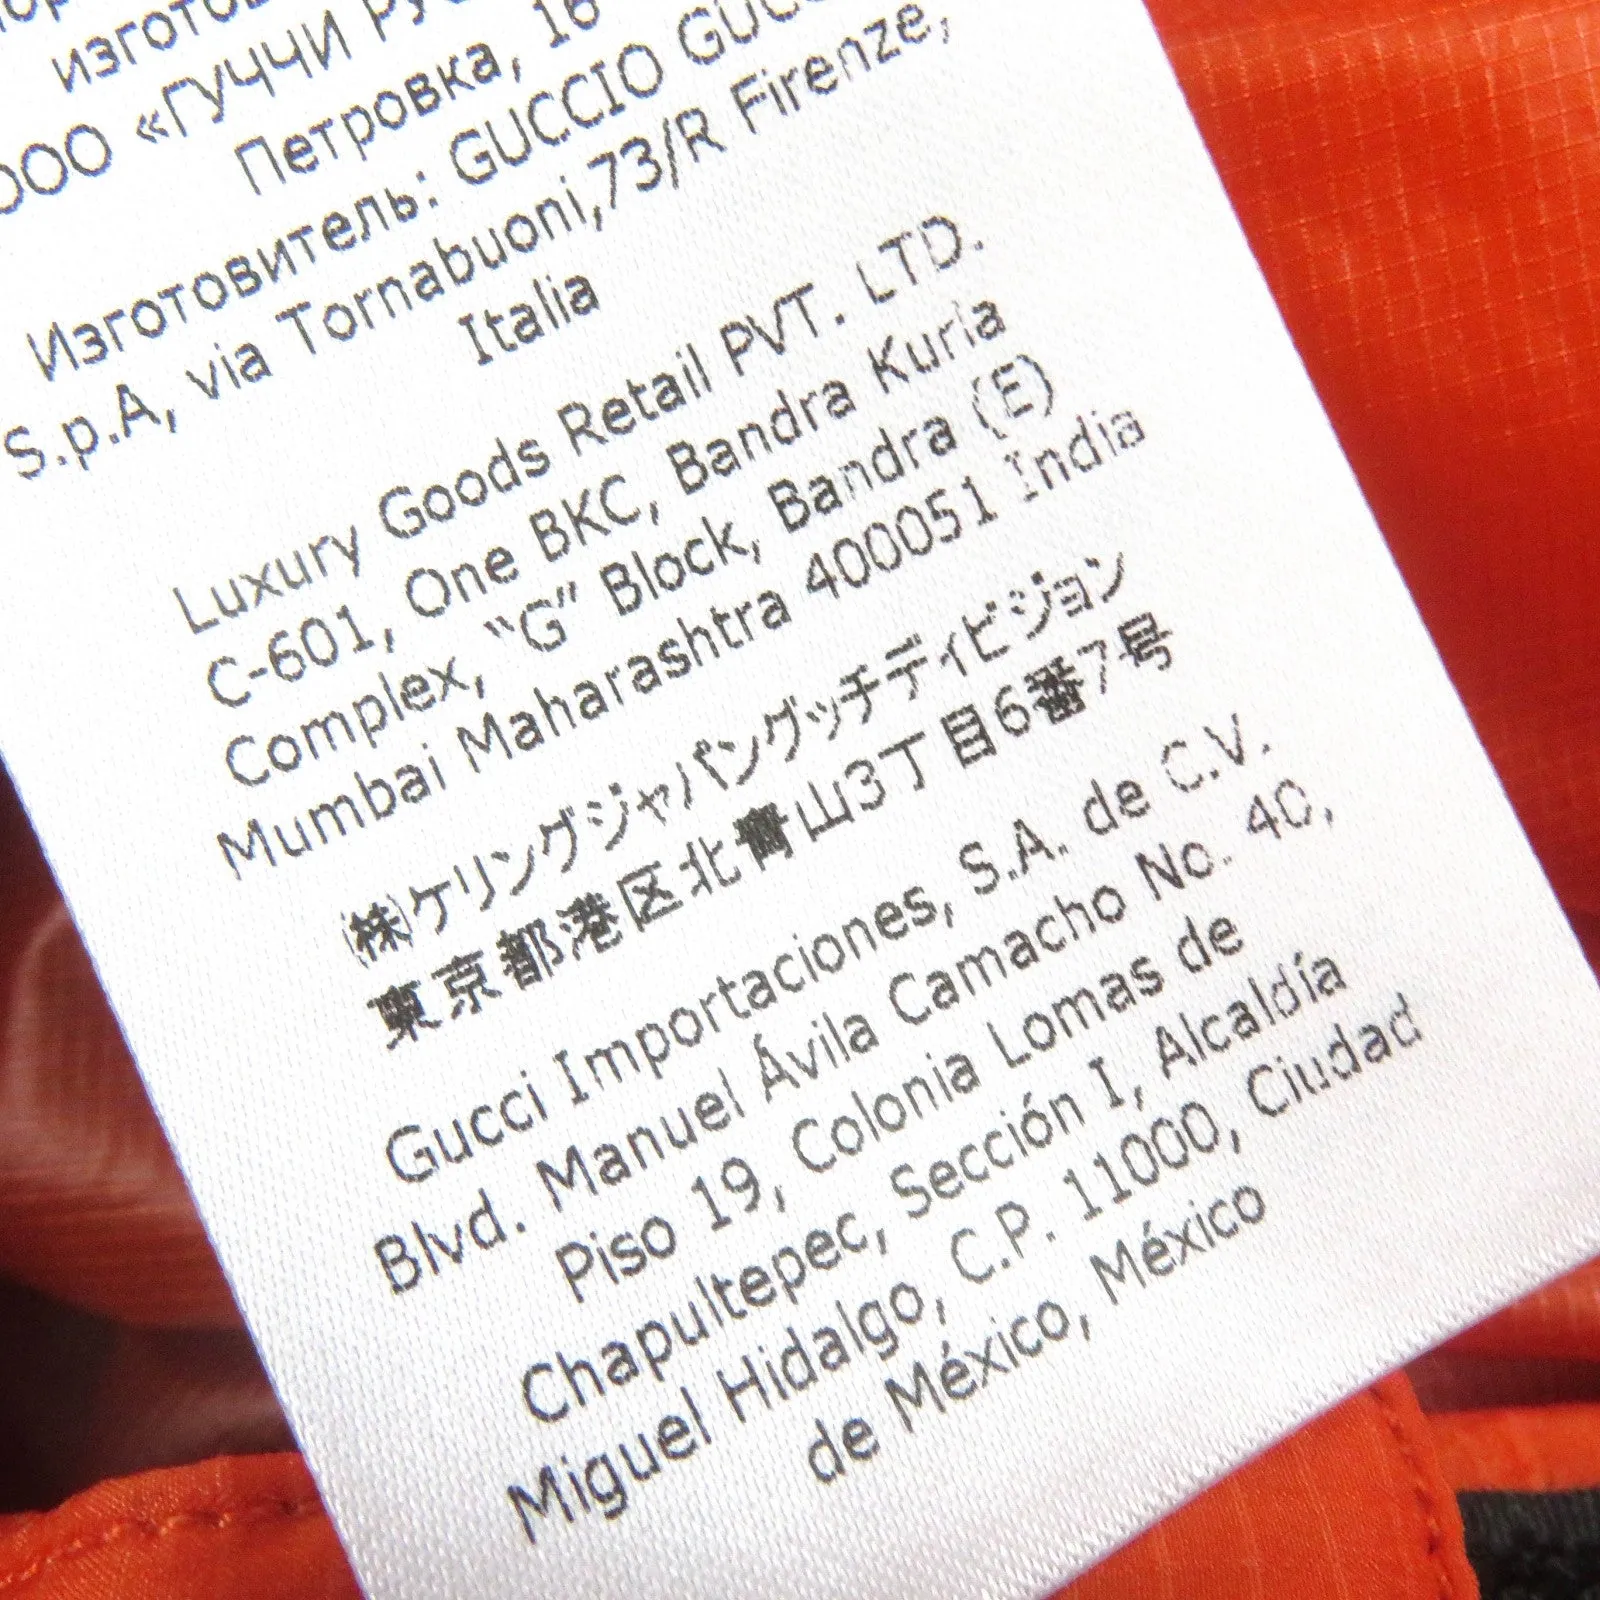 ООО «ГУЧЧИ
Петровка, 16
Изготовитель: GUCCIO
S.p.A, via Tornabuoni,73/R Firenze,
Italia
Luxury Goods Retail PVT. LTD.
C-601, One BKC, Bandra Kurla
Complex, “G” Block, Bandra (E)
Mumbai Maharashtra 400051 India
(株)ケリングジャパングッチディビジョン
東京都港区北青山3丁目6番7号
Gucci Importaciones, S.A. de C.V.
Blvd. Manuel Ávila Camacho No. 40,
Piso 19, Colonia Lomas de
Chapultepec, Sección I, Alcaldía
Miguel Hidalgo, C.P. 11000, Ciudad
de México, México